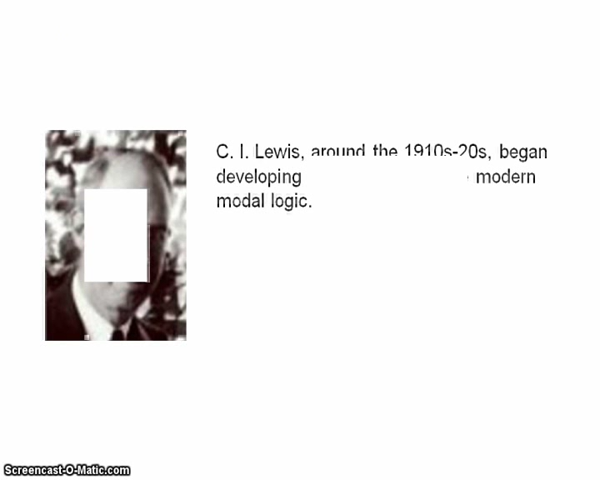 C. I. Lewis, around the 1910s-20s, began
developing modern
modal logic.
Screencast-O-Matic.com